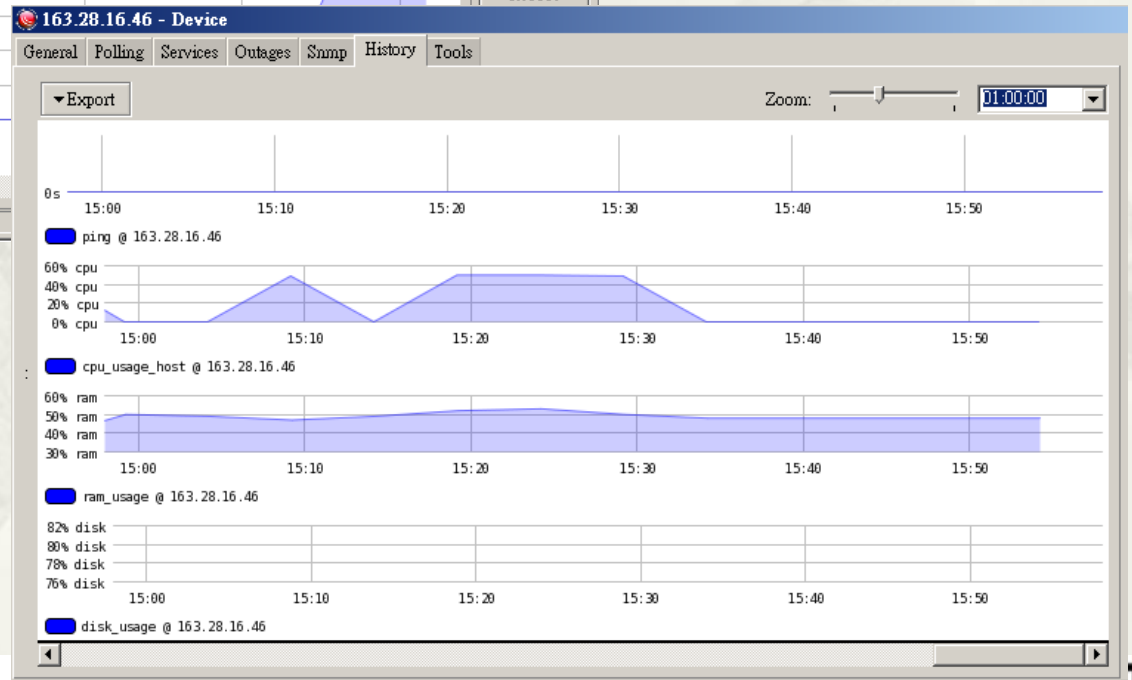 163.28.16.46 - Device
General Polling Services Outages Snmp History Tools
Export Zoom: 01:00:00
0s
15:00 15:10 15:20 15:30 15:40 15:50
ping @ 163.28.16.46
60% cpu
40% cpu
20% cpu
0% cpu
15:00 15:10 15:20 15:30 15:40 15:50
cpu_usage_host @ 163.28.16.46
60% ram
50% ram
40% ram
30% ram
15:00 15:10 15:20 15:30 15:40 15:50
ram_usage @ 163.28.16.46
82% disk
80% disk
78% disk
76% disk
15:00 15:10 15:20 15:30 15:40 15:50
disk_usage @ 163.28.16.46